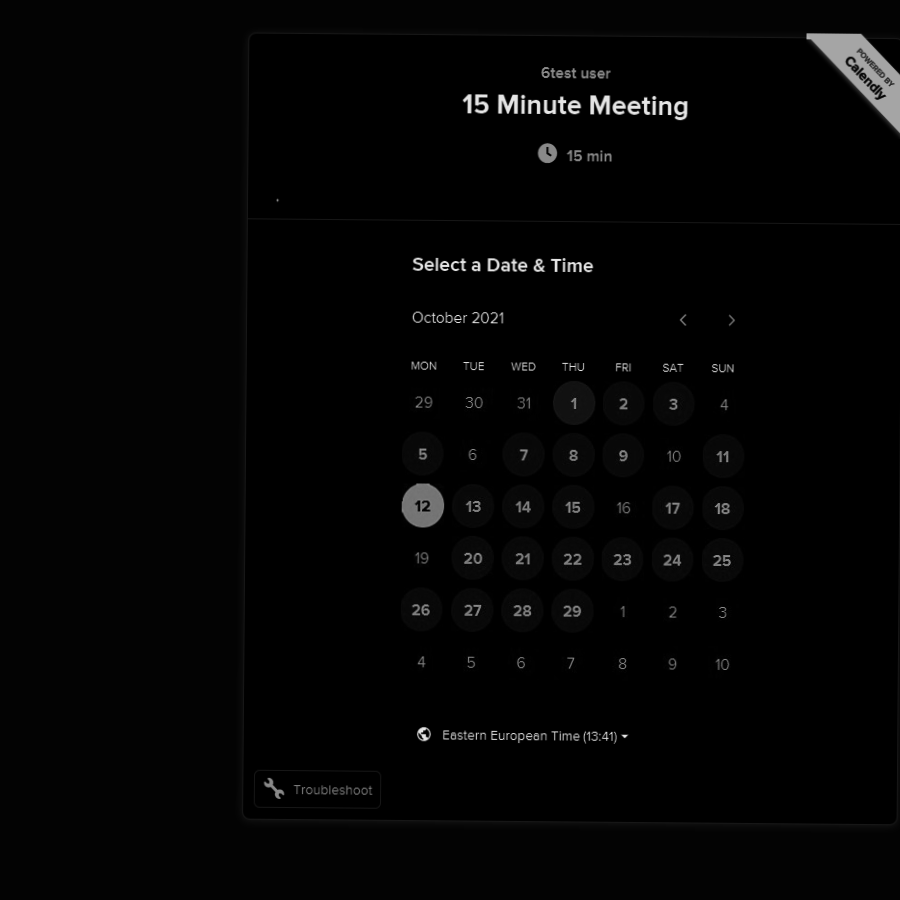 POWERED BY
Calendly
6test user
15 Minute Meeting
15 min
Select a Date & Time
October 2021
MON TUE WED THU FRI SAT SUN
29 30 31 1 2 3 4
5 6 7 8 9 10 11
12 13 14 15 16 17 18
19 20 21 22 23 24 25
26 27 28 29 1 2 3
4 5 6 7 8 9 10
Eastern European Time (13:41)
Troubleshoot